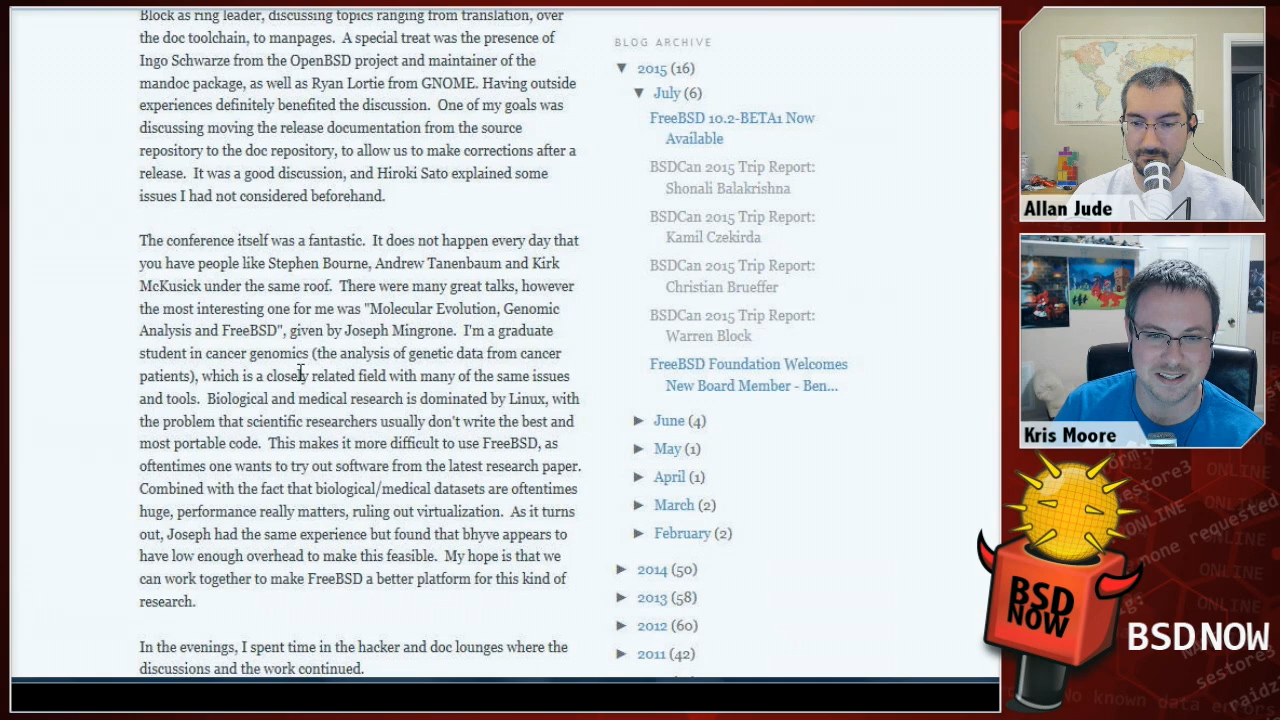 Block as ring leader, discussing topics ranging from translation, over
the doc toolchain, to manpages.  A special treat was the presence of
Ingo Schwarze from the OpenBSD project and maintainer of the
mandoc package, as well as Ryan Lortie from GNOME. Having outside
experiences definitely benefited the discussion.  One of my goals was
discussing moving the release documentation from the source
repository to the doc repository, to allow us to make corrections after a
release.  It was a good discussion, and Hiroki Sato explained some
issues I had not considered beforehand.
The conference itself was a fantastic.  It does not happen every day that
you have people like Stephen Bourne, Andrew Tanenbaum and Kirk
McKusick under the same roof.  There were many great talks, however
the most interesting one for me was "Molecular Evolution, Genomic
Analysis and FreeBSD", given by Joseph Mingrone.  I'm a graduate
student in cancer genomics (the analysis of genetic data from cancer
patients), which is a closely related field with many of the same issues
and tools.  Biological and medical research is dominated by Linux, with
the problem that scientific researchers usually don't write the best and
most portable code.  This makes it more difficult to use FreeBSD, as
oftentimes one wants to try out software from the latest research paper.
Combined with the fact that biological/medical datasets are oftentimes
huge, performance really matters, ruling out virtualization.  As it turns
out, Joseph had the same experience but found that bhyve appears to
have low enough overhead to make this feasible.  My hope is that we
can work together to make FreeBSD a better platform for this kind of
research.
In the evenings, I spent time in the hacker and doc lounges where the
discussions and the work continued.
BLOG ARCHIVE
▼ 2015 (16)
▼ July (6)
FreeBSD 10.2-BETA1 Now
Available
BSDCan 2015 Trip Report:
Shonali Balakrishna
BSDCan 2015 Trip Report:
Kamil Czekirda
BSDCan 2015 Trip Report:
Christian Brueffer
BSDCan 2015 Trip Report:
Warren Block
FreeBSD Foundation Welcomes
New Board Member - Ben...
► June (4)
► May (1)
► April (1)
► March (2)
► February (2)
► 2014 (50)
► 2013 (58)
► 2012 (60)
► 2011 (42)
Allan Jude
Kris Moore
BSD
NOW
BSDNOW
ONLINE
ONLINE
ONLINE
ONLINE
restore3
none requested
No known data